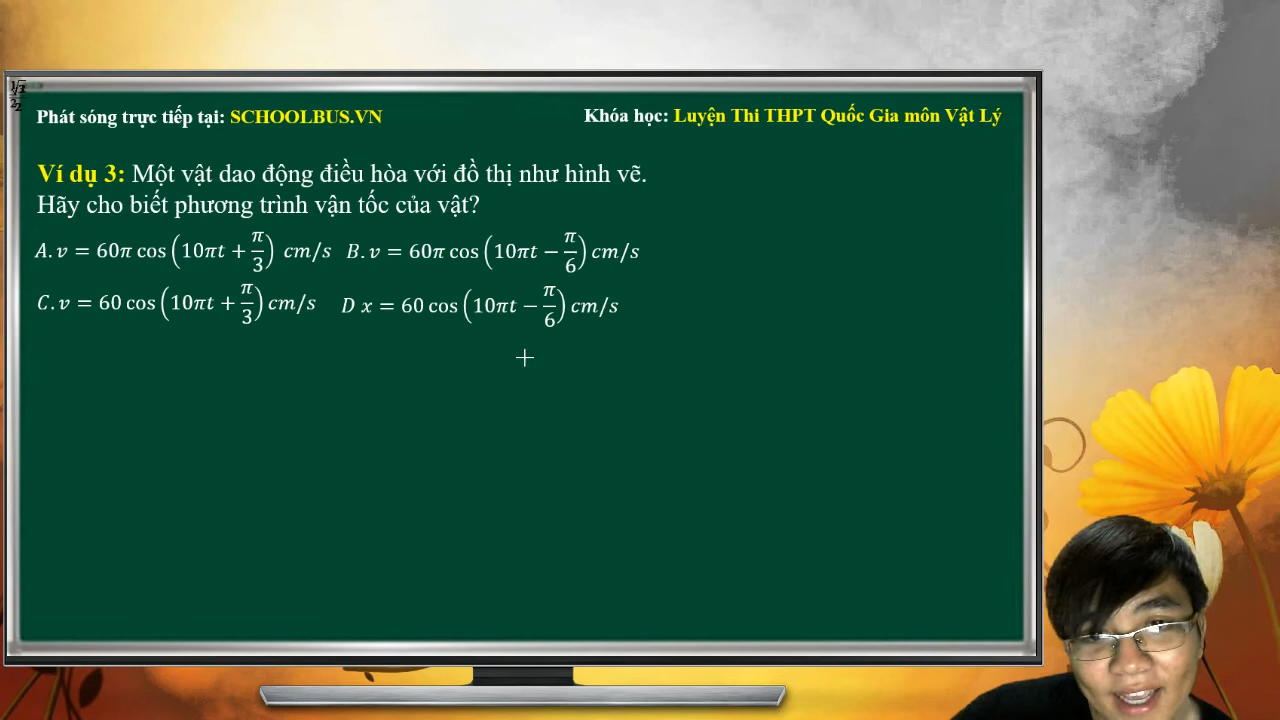 Phát sóng trực tiếp tại: SCHOOLBUS.VN
Khóa học: Luyện Thi THPT Quốc Gia môn Vật Lý
Ví dụ 3: Một vật dao động điều hòa với đồ thị như hình vẽ.
Hãy cho biết phương trình vận tốc của vật?
A. v = 60π cos(10πt + π/3) cm/s B. v = 60π cos(10πt − π/6) cm/s
C. v = 60 cos(10πt + π/3) cm/s D x = 60 cos(10πt − π/6) cm/s